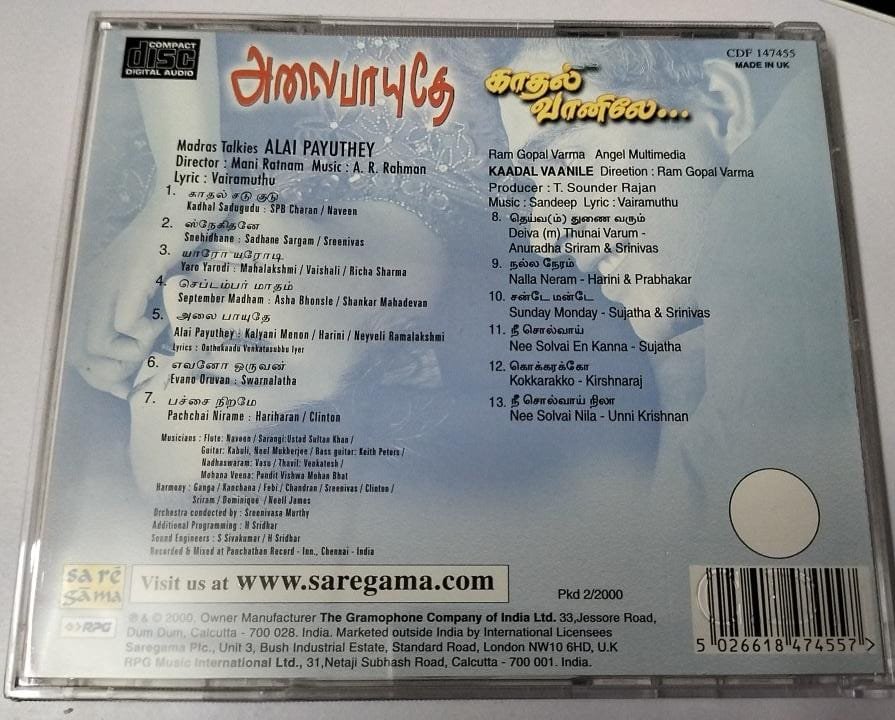 COMPACT
disc
DIGITAL AUDIO
அலைபாயுதே
Madras Talkies ALAI PAYUTHEY
Director : Mani Ratnam Music : A. R. Rahman
Lyric : Vairamuthu
1. காதல் சடு குடு
Kadhal Sadugudu : SPB Charan / Naveen
2. ஸ்நேகிதனே
Snehidhane : Sadhane Sargam / Sreenivas
3. யாரோ யரோடி
Yaro Yarodi : Mahalakshmi / Vaishali / Richa Sharma
4. செப்டம்பர் மாதம்
September Madham : Asha Bhonsle / Shankar Mahadevan
5. அலை பாயுதே
Alai Payuthey : Kalyani Menon / Harini / Neyveli Ramalakshmi
Lyrics : Oothukaadu Venkatasubbu Iyer
6. எவனோ ஒருவன்
Evano Oruvan : Swarnalatha
7. பச்சை நிறமே
Pachchai Nirame : Hariharan / Clinton
Musicians : Flute: Naveen / Sarangi: Ustad Sultan Khan /
Guitar: Kabuli, Neel Mukherjee / Bass guitar: Keith Peters /
Nadhaswaram: Vasu / Thavil: Venkatesh /
Mohana Veena: Pandit Vishwa Mohan Bhat
Harmony : Ganga / Kanchana / Febi / Chandran / Sreenivas / Clinton /
Sriram / Dominique / Noell James
Orchestra conducted by : Sreenivasa Murthy
Additional Programming : H Sridhar
Sound Engineers : S Sivakumar / H Sridhar
Recorded & Mixed at Panchathan Record - Inn., Chennai - India
CDF 147455
MADE IN UK
காதல்
வானிலே...
Ram Gopal Varma Angel Multimedia
KAADAL VAANILE Direetion : Ram Gopal Varma
Producer : T. Sounder Rajan
Music : Sandeep Lyric : Vairamuthu
8. தெய்வ(ம்) துணை வரும்
Deiva (m) Thunai Varum -
Anuradha Sriram & Srinivas
9. நல்ல நேரம்
Nalla Neram - Harini & Prabhakar
10. சன்டே மன்டே
Sunday Monday - Sujatha & Srinivas
11. நீ சொல்வாய்
Nee Solvai En Kanna - Sujatha
12. கொக்கரக்கோ
Kokkarakko - Kirshnaraj
13. நீ சொல்வாய் நிலா
Nee Solvai Nila - Unni Krishnan
sa rē
gāma
RPG
Visit us at www.saregama.com
Pkd 2/2000
℗ & © 2000. Owner Manufacturer The Gramophone Company of India Ltd. 33,Jessore Road,
Dum Dum, Calcutta - 700 028. India. Marketed outside India by International Licensees
Saregama Plc., Unit 3, Bush Industrial Estate, Standard Road, London NW10 6HD, U.K
RPG Music International Ltd., 31,Netaji Subhash Road, Calcutta - 700 001. India.
5 026618 474557 >